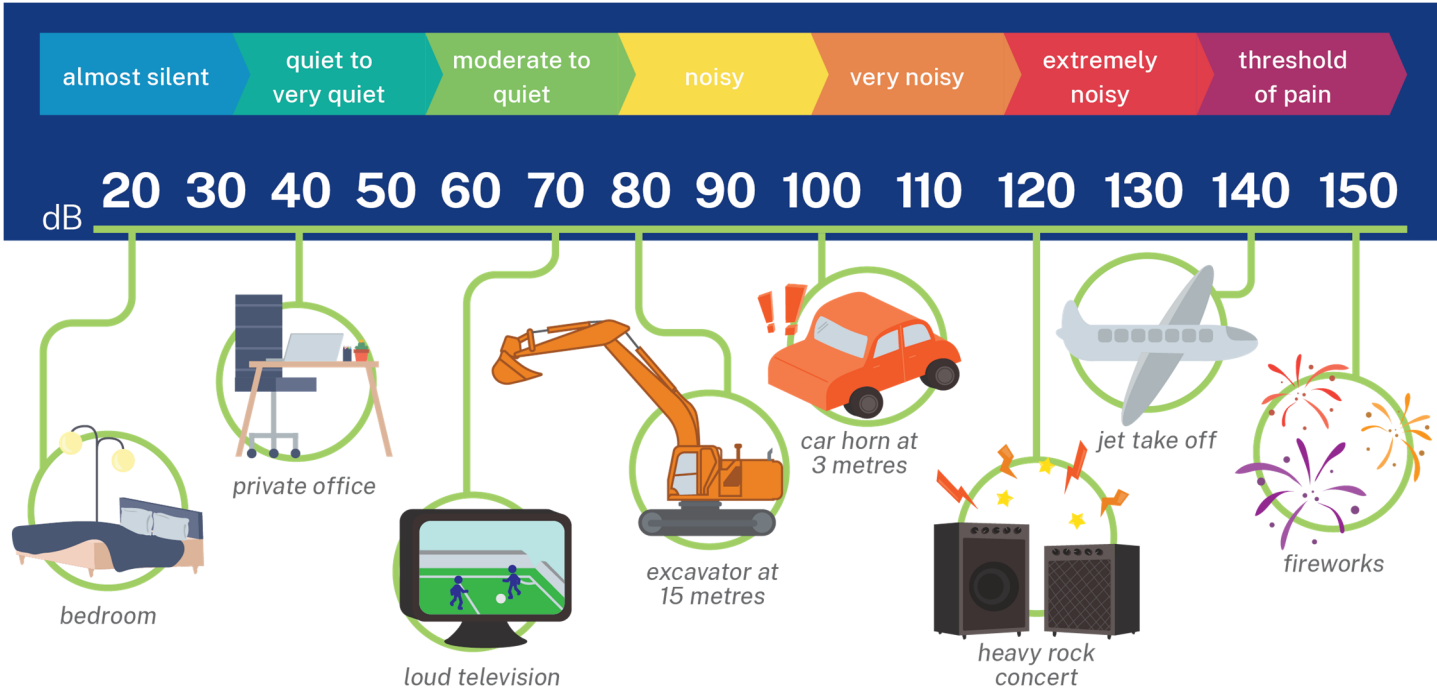 almost silent
quiet to
very quiet
moderate to
quiet
noisy
very noisy
extremely
noisy
threshold
of pain
dB 20 30 40 50 60 70 80 90 100 110 120 130 140 150
bedroom
private office
loud television
excavator at
15 metres
car horn at
3 metres
heavy rock
concert
jet take off
fireworks